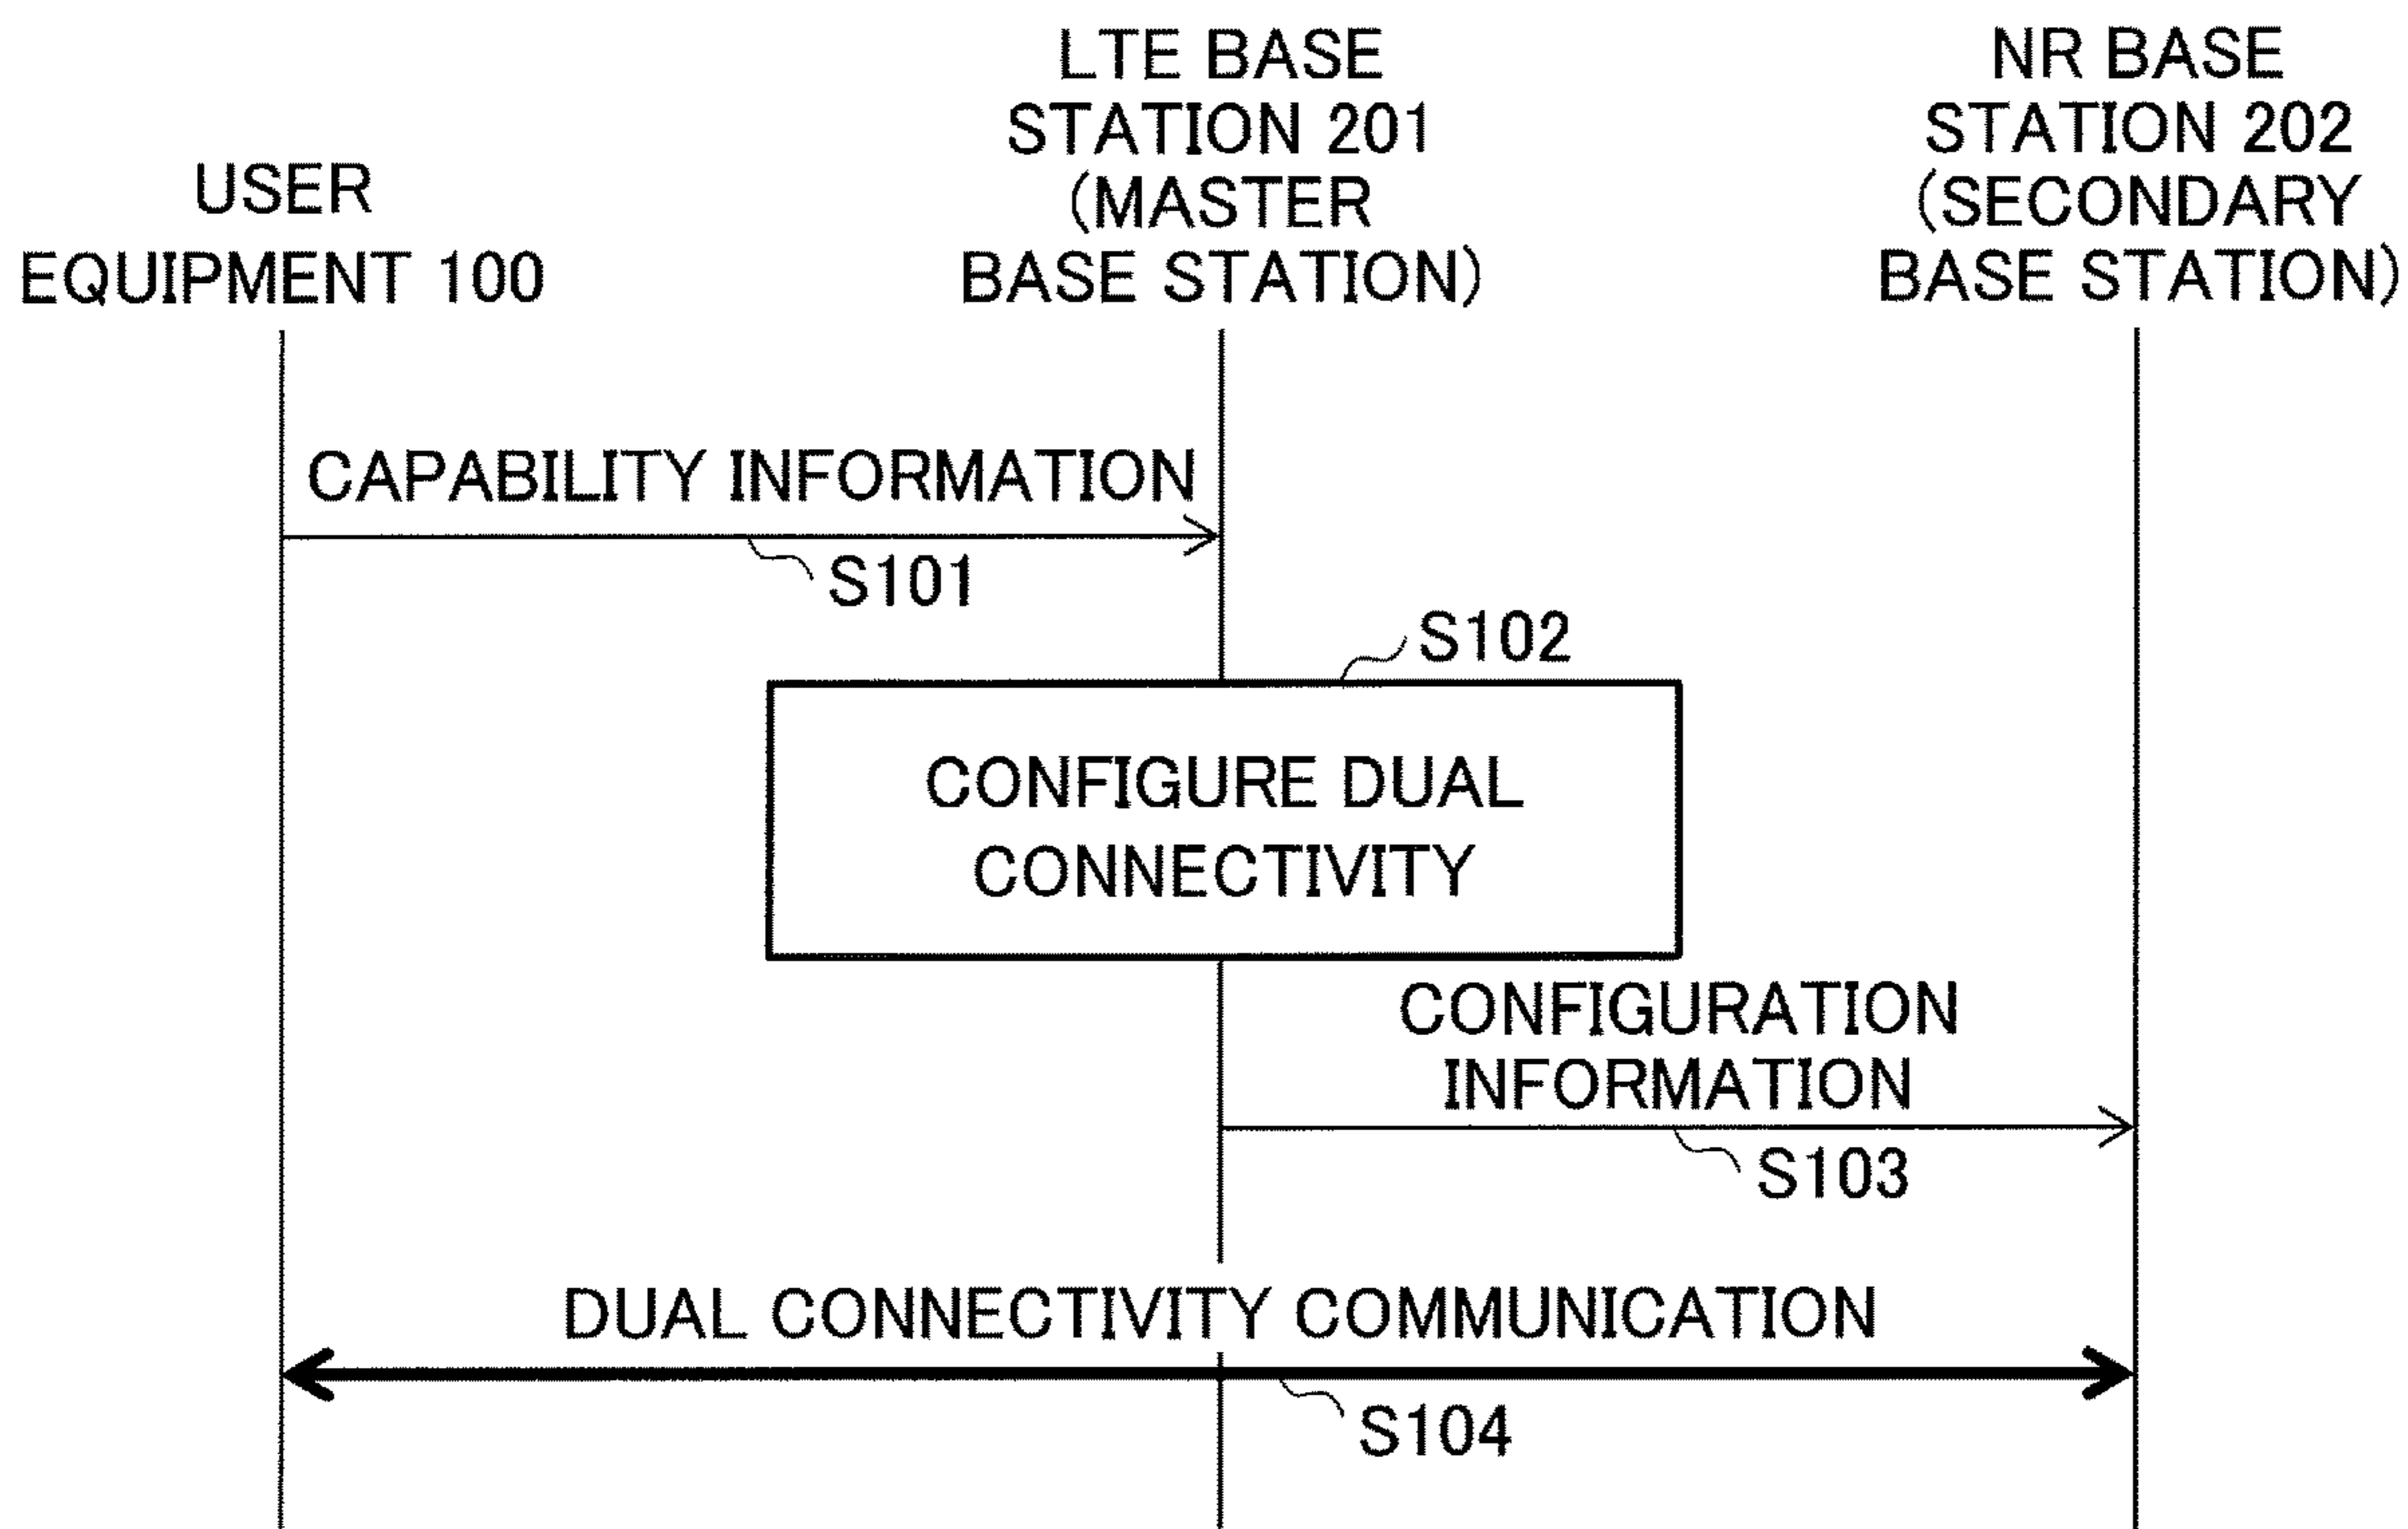 USER
EQUIPMENT 100
LTE BASE
STATION 201
(MASTER
BASE STATION)
NR BASE
STATION 202
(SECONDARY
BASE STATION)
CAPABILITY INFORMATION
S101
S102
CONFIGURE DUAL
CONNECTIVITY
CONFIGURATION
INFORMATION
S103
DUAL CONNECTIVITY COMMUNICATION
S104